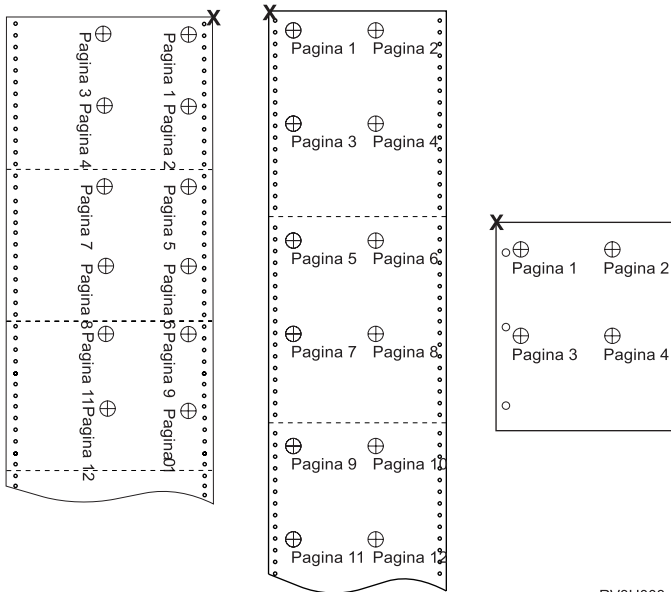 X
Pagina 1
Pagina 2
Pagina 3
Pagina 4
Pagina 5
Pagina 6
Pagina 7
Pagina 8
Pagina 9
Pagina01
Pagina 11
Pagina 12
X
Pagina 1 Pagina 2
Pagina 3 Pagina 4
Pagina 5 Pagina 6
Pagina 7 Pagina 8
Pagina 9 Pagina 10
Pagina 11 Pagina 12
X
Pagina 1 Pagina 2
Pagina 3 Pagina 4